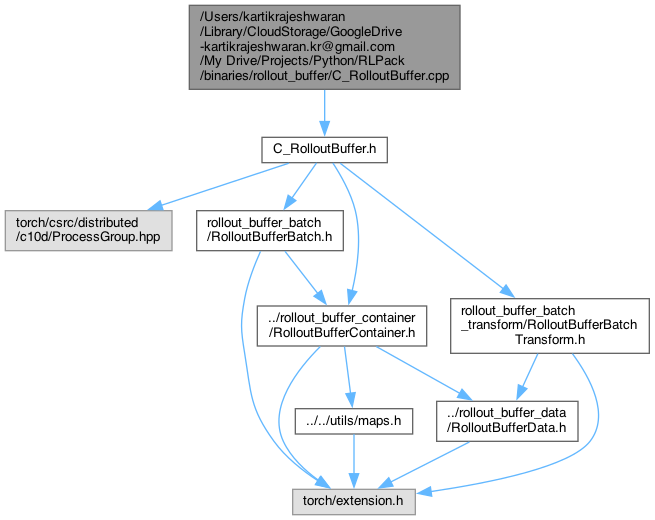 /Users/kartikrajeshwaran
/Library/CloudStorage/GoogleDrive
-kartikrajeshwaran.kr@gmail.com
/My Drive/Projects/Python/RLPack
/binaries/rollout_buffer/C_RolloutBuffer.cpp
C_RolloutBuffer.h
torch/csrc/distributed
/c10d/ProcessGroup.hpp
rollout_buffer_batch
/RolloutBufferBatch.h
../rollout_buffer_container
/RolloutBufferContainer.h
rollout_buffer_batch
_transform/RolloutBufferBatch
Transform.h
../../utils/maps.h
../rollout_buffer_data
/RolloutBufferData.h
torch/extension.h